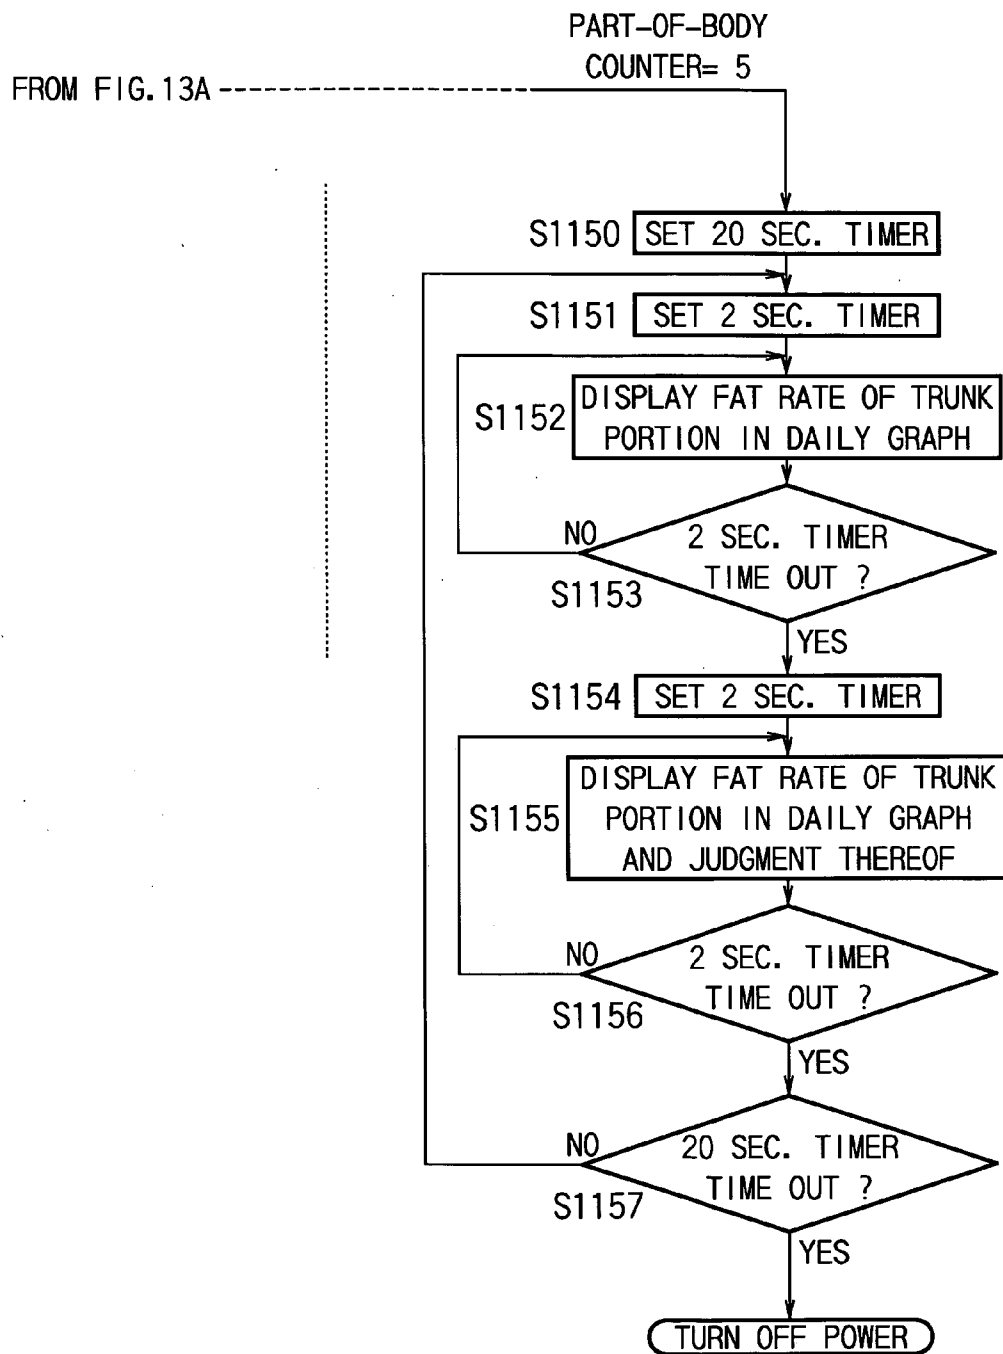 PART-OF-BODY
COUNTER= 5
FROM FIG.13A
S1150
SET 20 SEC. TIMER
S1151
SET 2 SEC. TIMER
S1152
DISPLAY FAT RATE OF TRUNK
PORTION IN DAILY GRAPH
NO
2 SEC. TIMER
TIME OUT ?
S1153
YES
S1154
SET 2 SEC. TIMER
S1155
DISPLAY FAT RATE OF TRUNK
PORTION IN DAILY GRAPH
AND JUDGMENT THEREOF
NO
2 SEC. TIMER
TIME OUT ?
S1156
YES
NO
20 SEC. TIMER
TIME OUT ?
S1157
YES
TURN OFF POWER